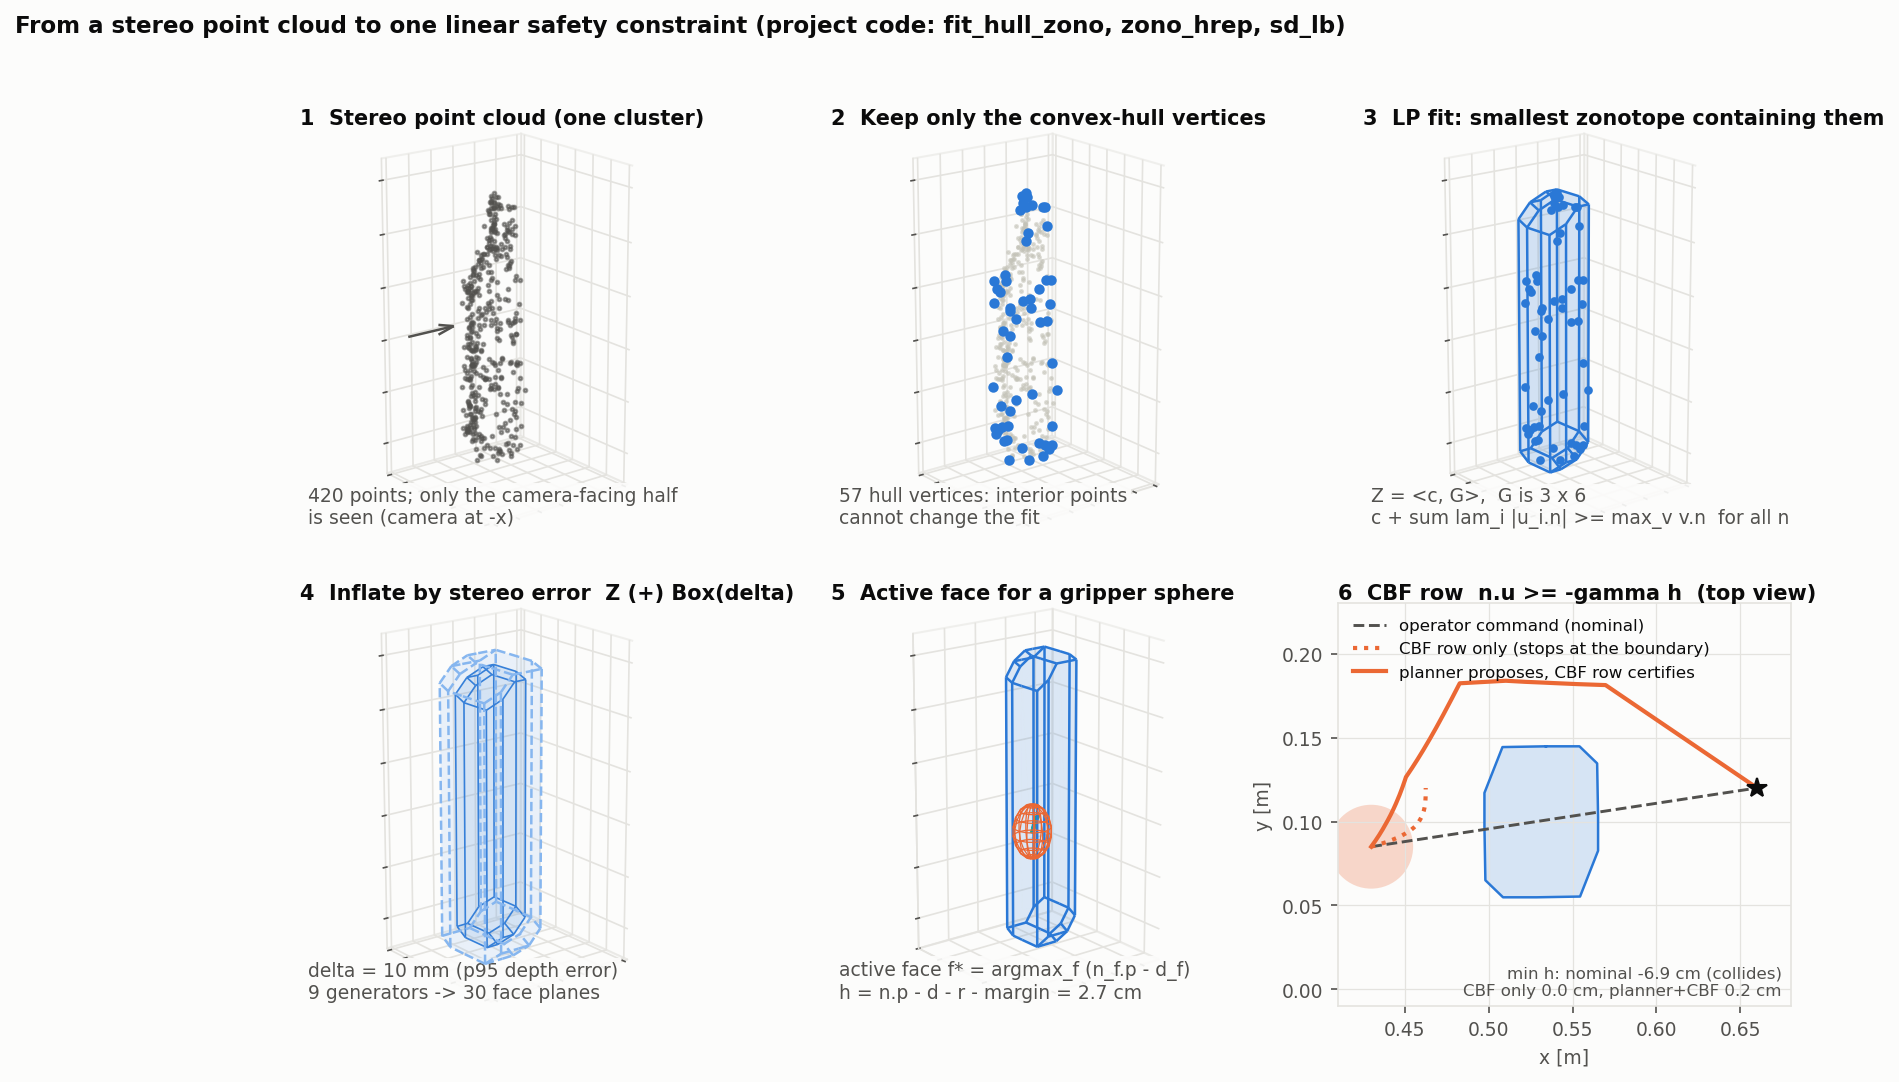 From a stereo point cloud to one linear safety constraint (project code: fit_hull_zono, zono_hrep, sd_lb)
1  Stereo point cloud (one cluster)
420 points; only the camera-facing half
is seen (camera at -x)
2  Keep only the convex-hull vertices
57 hull vertices: interior points
cannot change the fit
3  LP fit: smallest zonotope containing them
Z = <c, G>,  G is 3 x 6
c + sum lam_i |u_i.n| >= max_v v.n  for all n
4  Inflate by stereo error  Z (+) Box(delta)
delta = 10 mm (p95 depth error)
9 generators -> 30 face planes
5  Active face for a gripper sphere
active face f* = argmax_f (n_f.p - d_f)
h = n.p - d - r - margin = 2.7 cm
6  CBF row  n.u >= -gamma h  (top view)
operator command (nominal)
CBF row only (stops at the boundary)
planner proposes, CBF row certifies
0.20
0.15
0.10
0.05
0.00
y [m]
min h: nominal -6.9 cm (collides)
CBF only 0.0 cm, planner+CBF 0.2 cm
0.45 0.50 0.55 0.60 0.65
x [m]